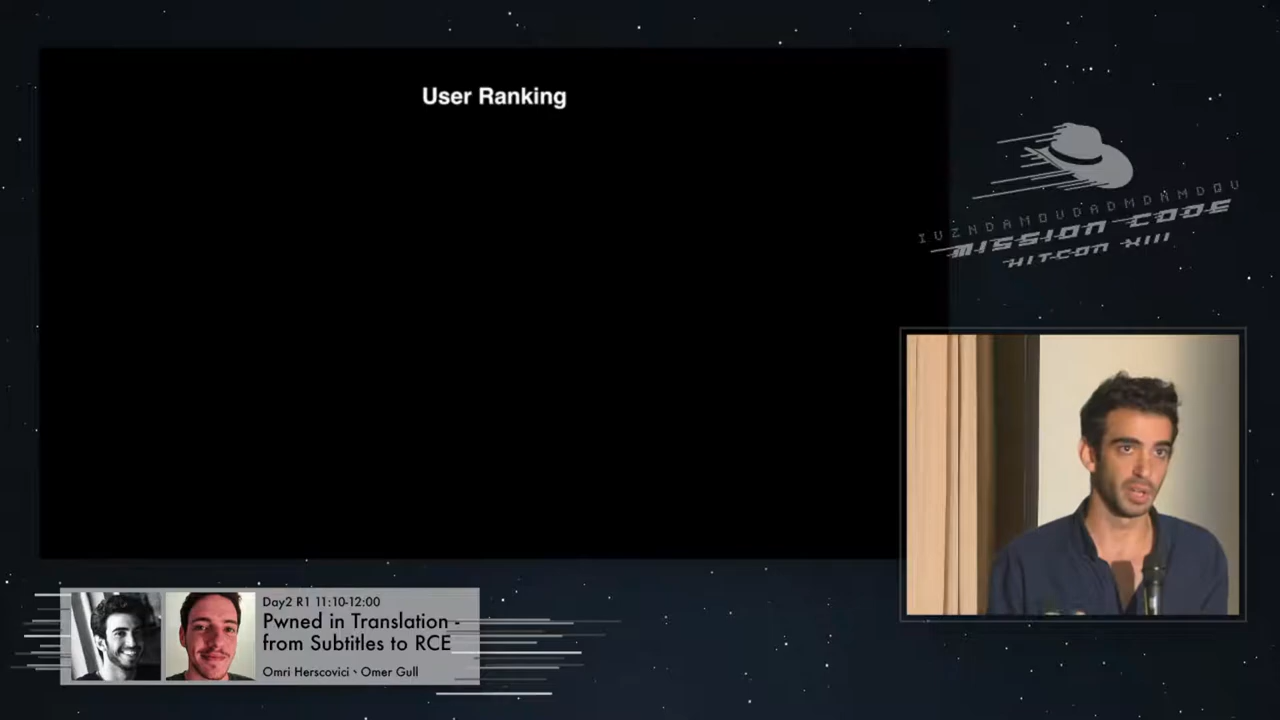 User Ranking
IVZNDAMQVDADMDNMDQV
MISSION CODE
HITCON XIII
Day2 R1 11:10-12:00
Pwned in Translation -
from Subtitles to RCE
Omri Herscovici、Omer Gull